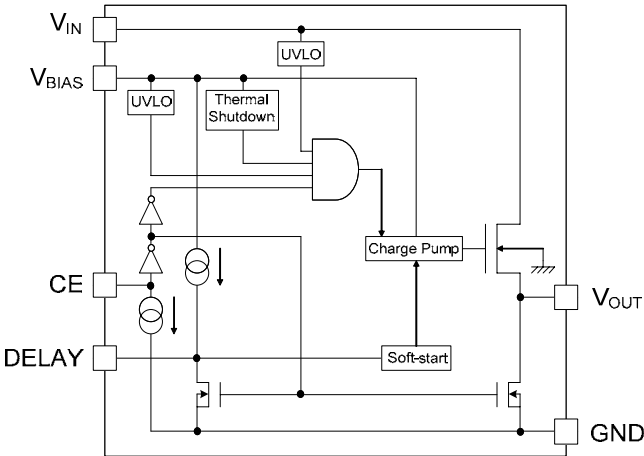 VIN
UVLO
VBIAS
UVLO
Thermal
Shutdown
Charge Pump
CE
VOUT
DELAY
Soft-start
GND